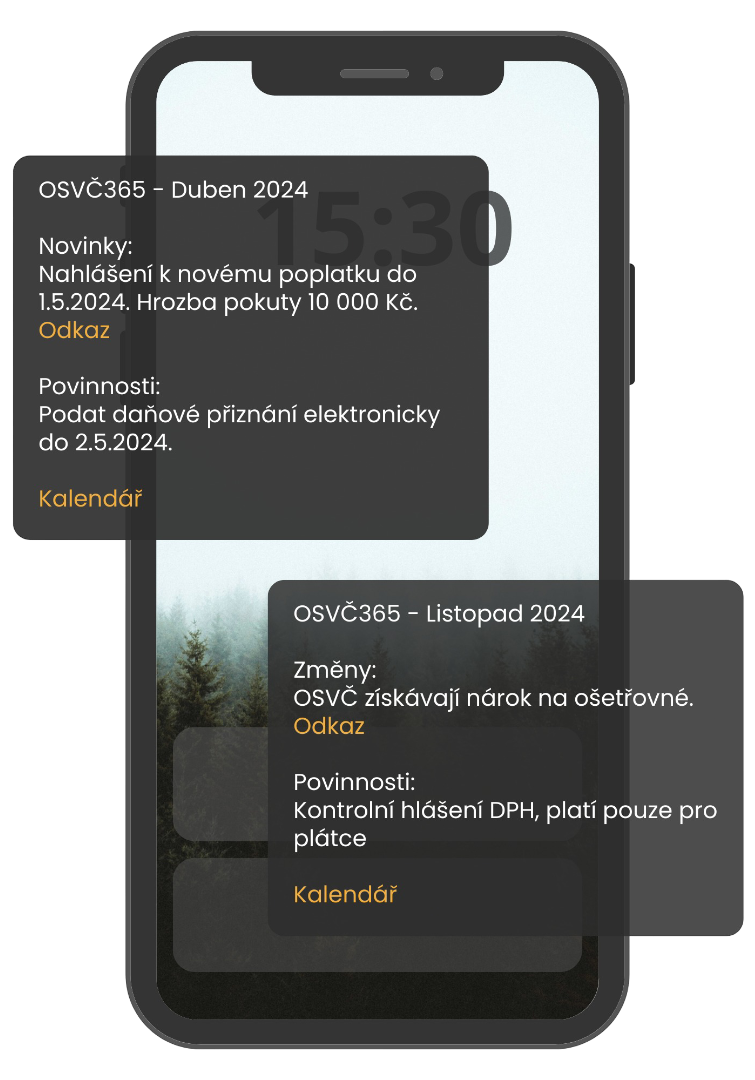 15:30
OSVČ365 - Duben 2024
Novinky:
Nahlášení k novému poplatku do
1.5.2024. Hrozba pokuty 10 000 Kč.
Odkaz
Povinnosti:
Podat daňové přiznání elektronicky
do 2.5.2024.
Kalendář
OSVČ365 - Listopad 2024
Změny:
OSVČ získávají nárok na ošetřovné.
Odkaz
Povinnosti:
Kontrolní hlášení DPH, platí pouze pro
plátce
Kalendář